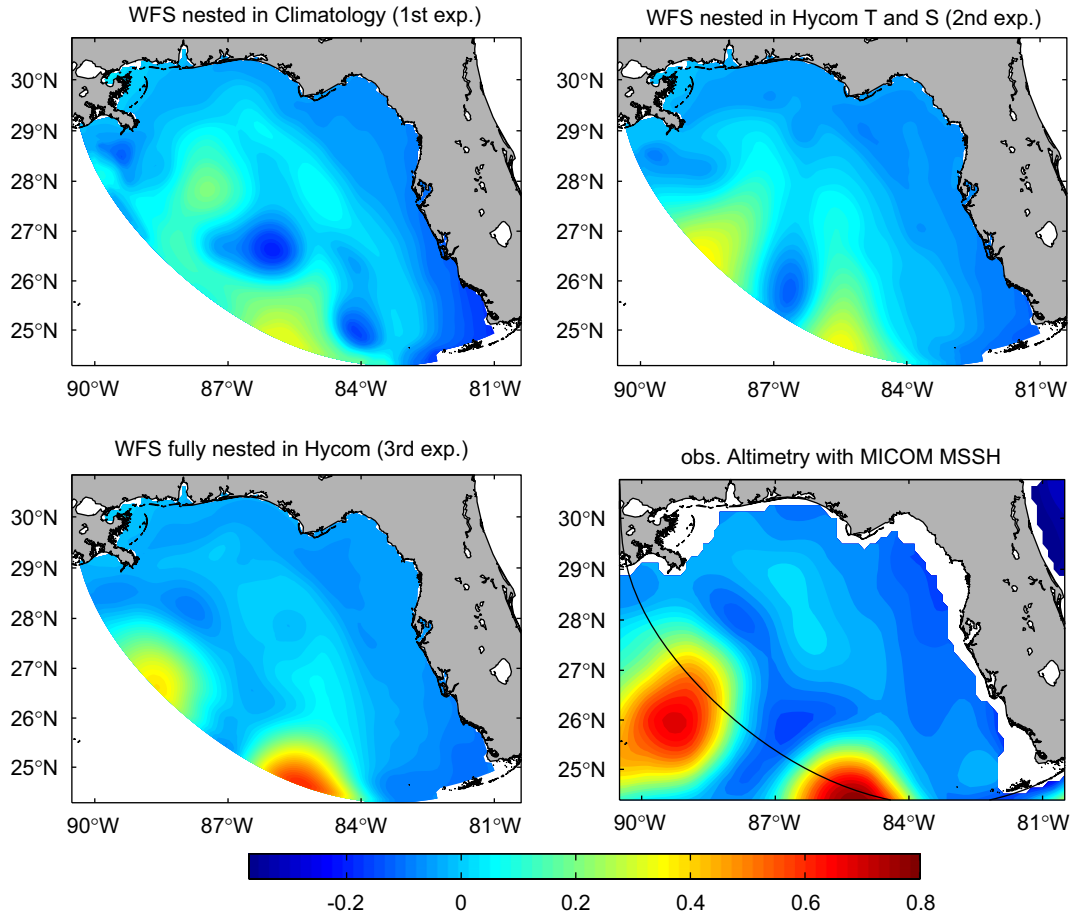 WFS nested in Climatology (1st exp.)
30°N
29°N
28°N
27°N
26°N
25°N
90°W 87°W 84°W 81°W
WFS nested in Hycom T and S (2nd exp.)
30°N
29°N
28°N
27°N
26°N
25°N
90°W 87°W 84°W 81°W
WFS fully nested in Hycom (3rd exp.)
30°N
29°N
28°N
27°N
26°N
25°N
90°W 87°W 84°W 81°W
obs. Altimetry with MICOM MSSH
30°N
29°N
28°N
27°N
26°N
25°N
90°W 87°W 84°W 81°W
-0.2 0 0.2 0.4 0.6 0.8